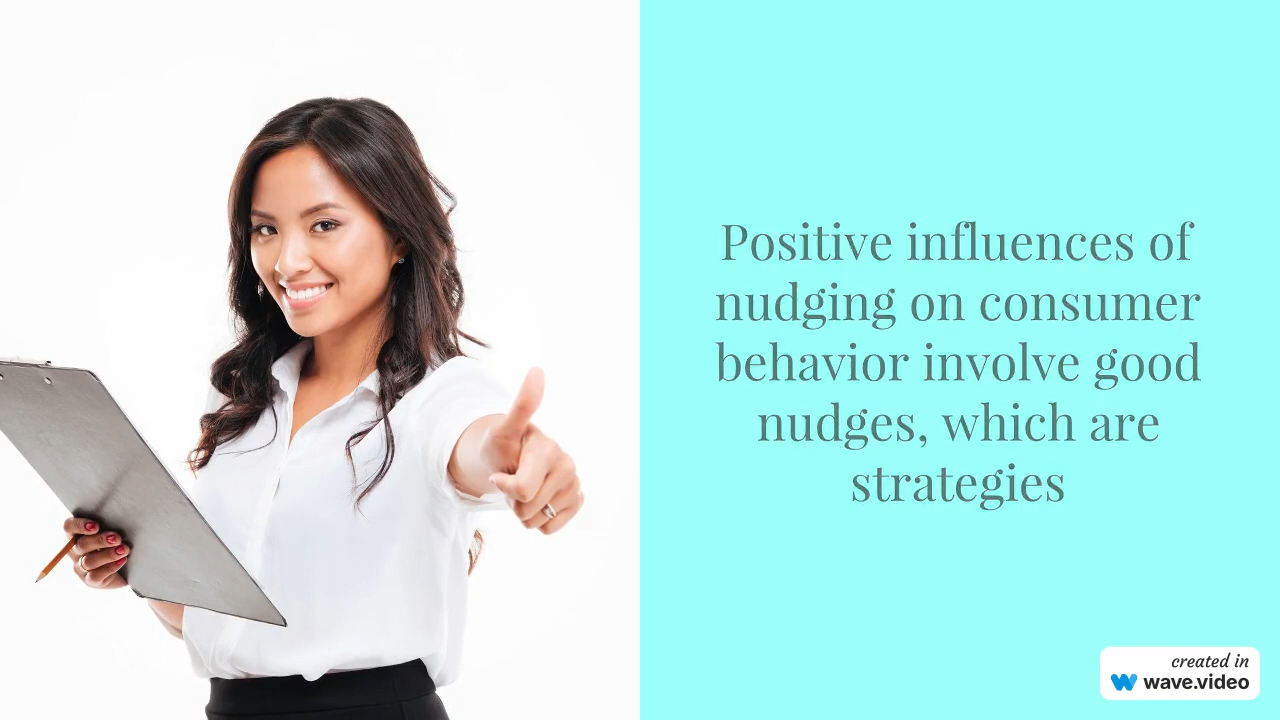 Positive influences of
nudging on consumer
behavior involve good
nudges, which are
strategies
created in
wave.video